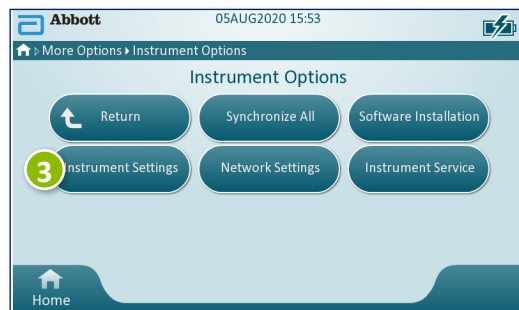 Abbott
05AUG2020 15:53
More Options Instrument Options
Instrument Options
Return
Synchronize All
Software Installation
3
Instrument Settings
Network Settings
Instrument Service
Home